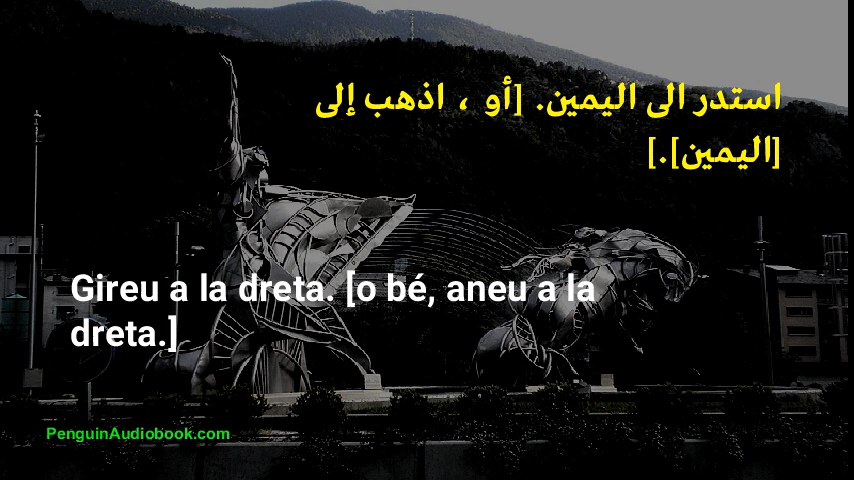 استدر الى اليمين. [أو ، اذهب إلى
[اليمين].]
Gireu a la dreta. [o bé, aneu a la
dreta.]
PenguinAudiobook.com